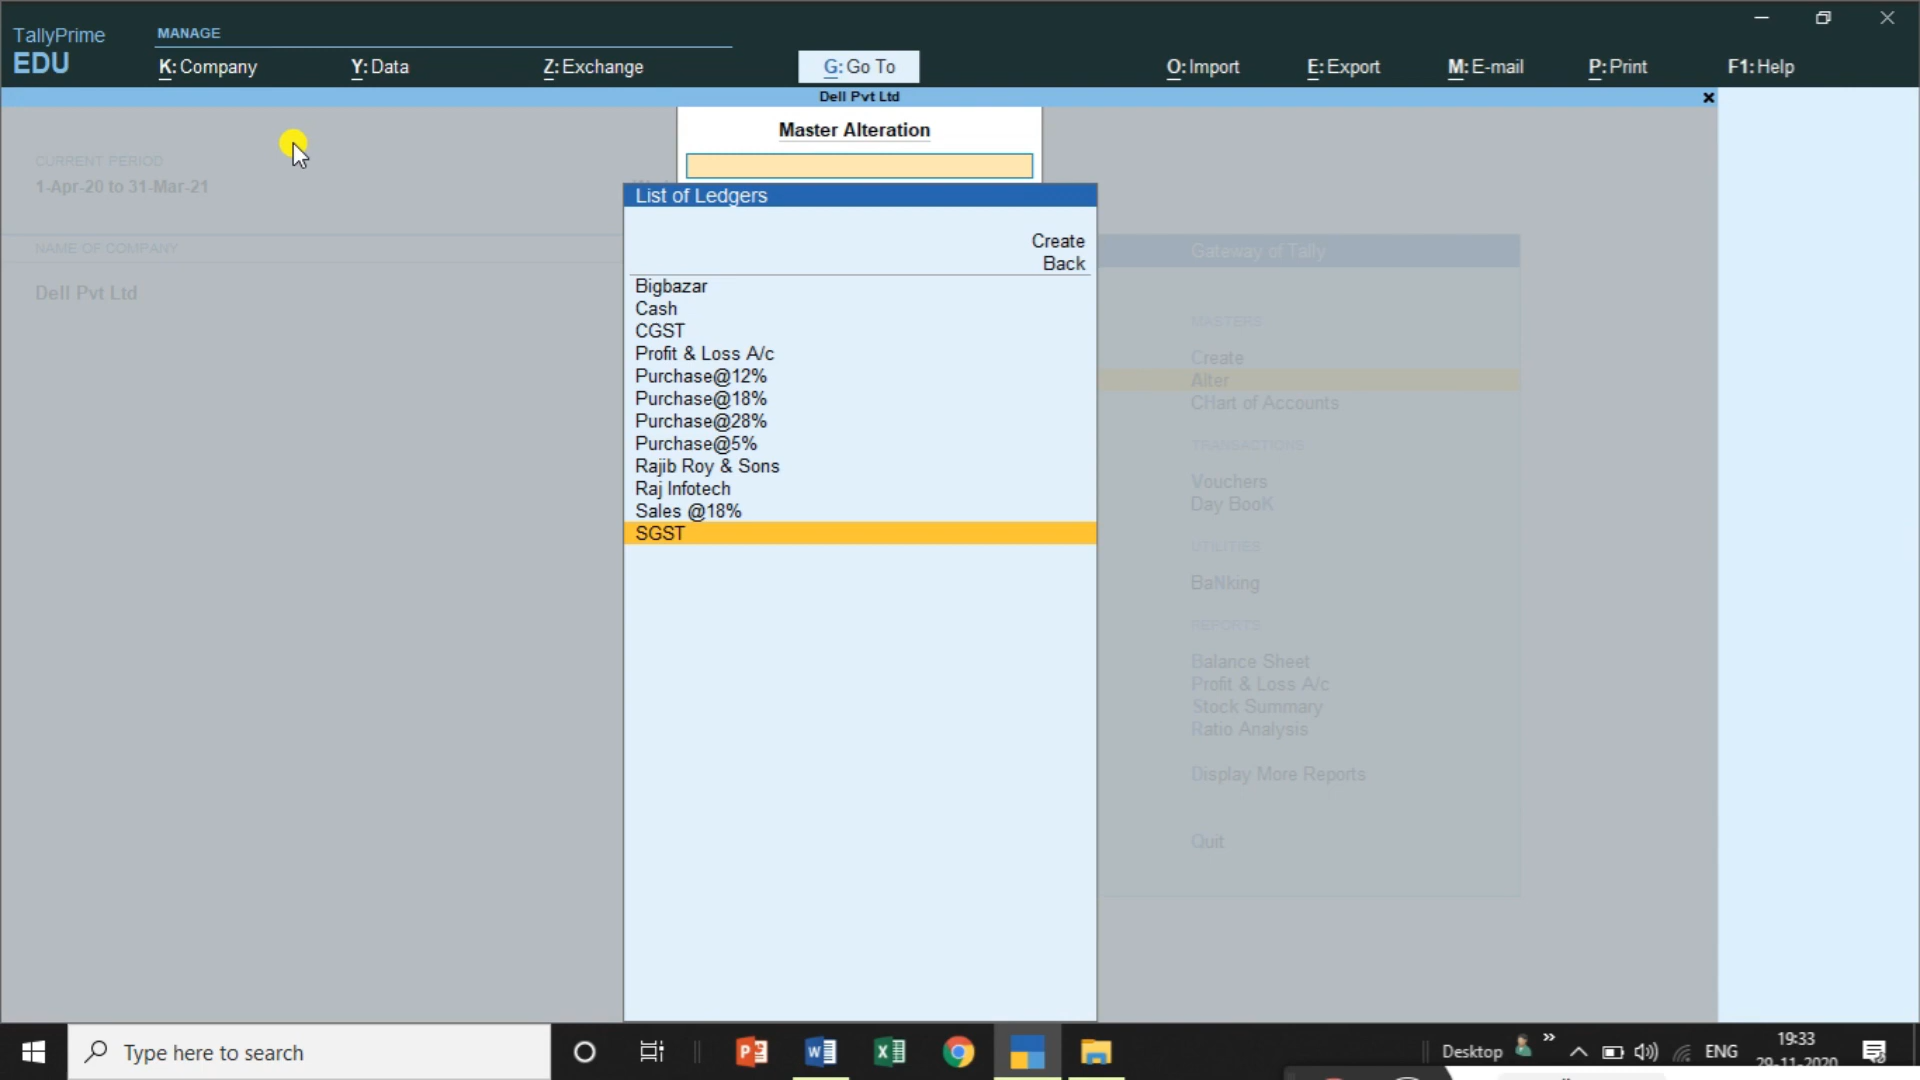 TallyPrime
EDU
MANAGE
K: Company
Y: Data
Z: Exchange
G: Go To
O: Import
E: Export
M: E-mail
P: Print
F1: Help
Dell Pvt Ltd
CURRENT PERIOD
1-Apr-20 to 31-Mar-21
NAME OF COMPANY
Dell Pvt Ltd
Master Alteration
List of Ledgers
Create
Back
Bigbazar
Cash
CGST
Profit & Loss A/c
Purchase@12%
Purchase@18%
Purchase@28%
Purchase@5%
Rajib Roy & Sons
Raj Infotech
Sales @18%
SGST
Gateway of Tally
MASTERS
Create
Alter
CHart of Accounts
TRANSACTIONS
Vouchers
Day BooK
UTILITIES
BaNking
REPORTS
Balance Sheet
Profit & Loss A/c
Stock Summary
Ratio Analysis
Display More Reports
Quit
Type here to search
Desktop
ENG
19:33
29-11-2020